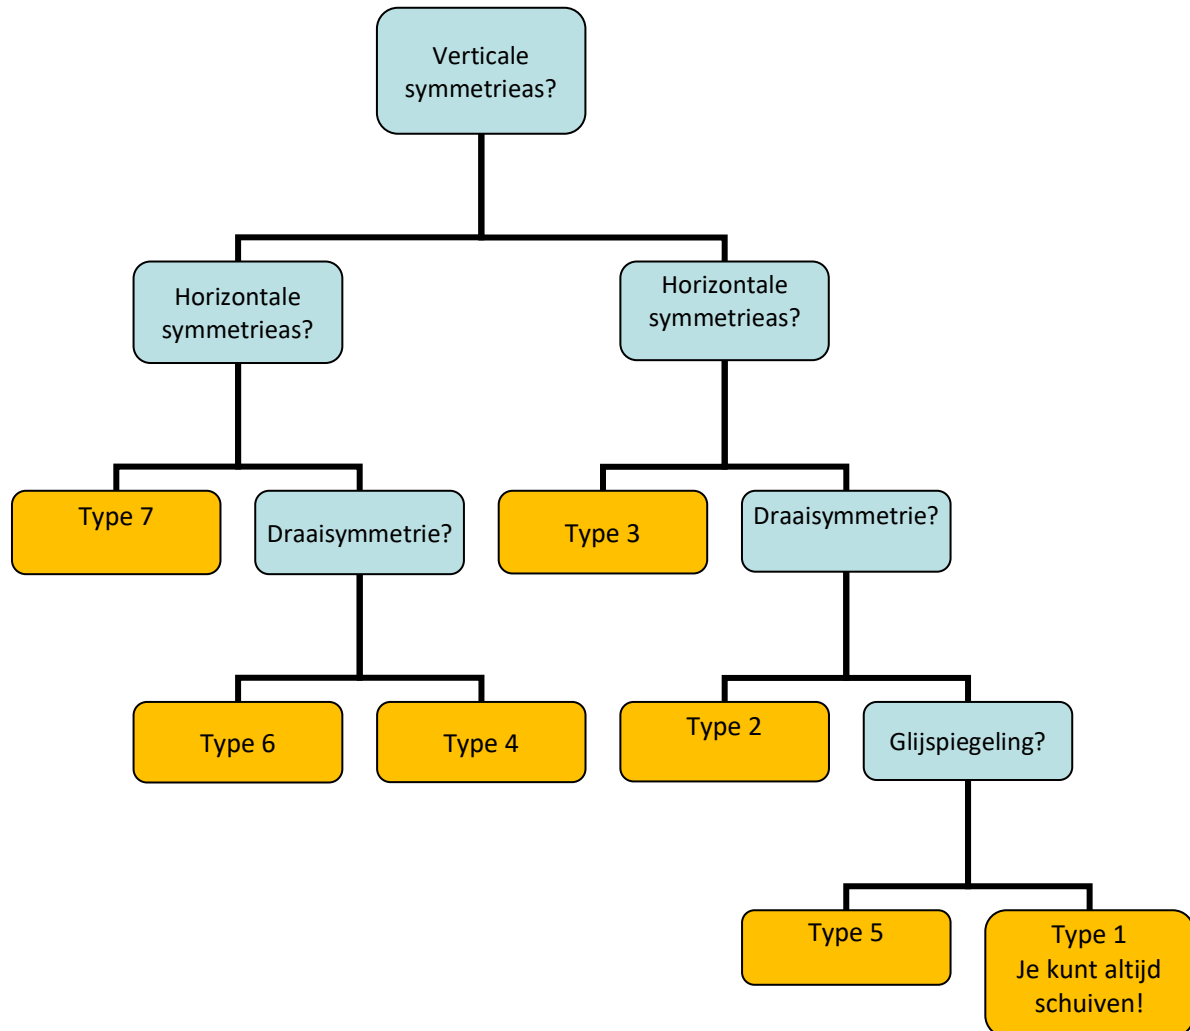 Verticale
symmetrieas?
Horizontale
symmetrieas?
Horizontale
symmetrieas?
Type 7
Draaisymmetrie?
Type 3
Draaisymmetrie?
Type 6
Type 4
Type 2
Glijspiegeling?
Type 5
Type 1
Je kunt altijd
schuiven!